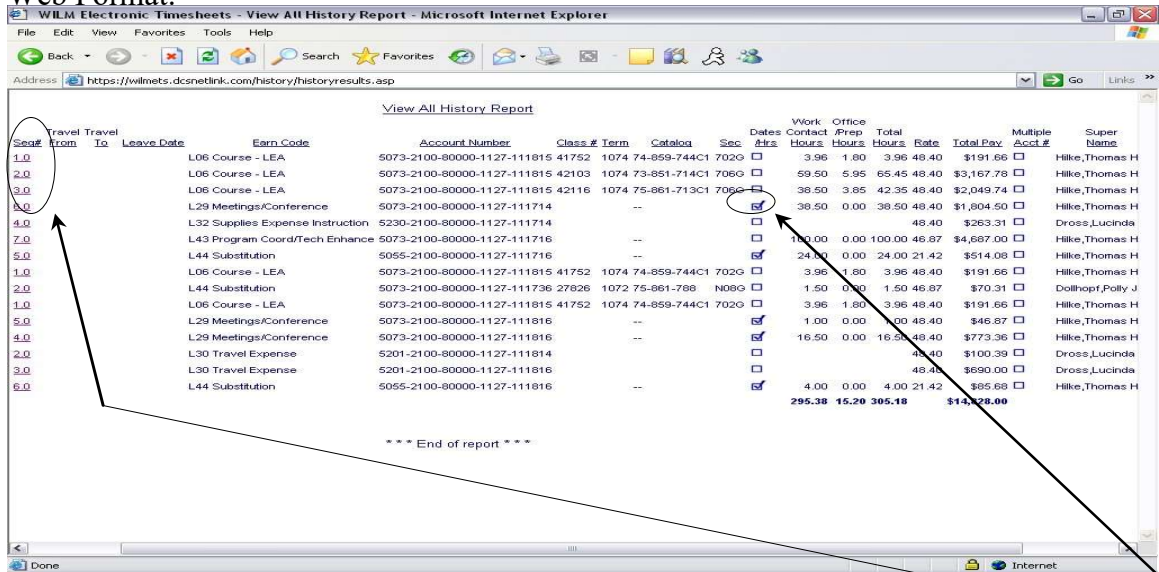 Web Format:
WILM Electronic Timesheets - View All History Report - Microsoft Internet Explorer
File Edit View Favorites Tools Help
Back Search Favorites
Address https://wilmets.dcsnetlink.com/history/historyresults.asp Go Links »
View All History Report
Seq# Travel From Travel To Leave Date Earn Code Account Number Class # Term Catalog Sec Dates /Hrs Work Contact Hours Office /Prep Hours Total Hours Rate Total Pay Multiple Acct # Super Name
1.0 L06 Course - LEA 5073-2100-80000-1127-111815 41752 1074 74-859-744C1 702G 3.96 1.80 3.96 48.40 $191.66 Hilke,Thomas H
2.0 L06 Course - LEA 5073-2100-80000-1127-111815 42103 1074 73-851-714C1 706G 59.50 5.95 65.45 48.40 $3,167.78 Hilke,Thomas H
3.0 L06 Course - LEA 5073-2100-80000-1127-111815 42116 1074 75-861-713C1 706G 38.50 3.85 42.35 48.40 $2,049.74 Hilke,Thomas H
6.0 L29 Meetings/Conference 5073-2100-80000-1127-111714 -- 38.50 0.00 38.50 48.40 $1,804.50 Hilke,Thomas H
4.0 L32 Supplies Expense Instruction 5230-2100-80000-1127-111714 48.40 $263.31 Dross,Lucinda
7.0 L43 Program Coord/Tech Enhance 5073-2100-80000-1127-111716 -- 100.00 0.00 100.00 46.87 $4,687.00 Hilke,Thomas H
5.0 L44 Substitution 5055-2100-80000-1127-111716 -- 24.00 0.00 24.00 21.42 $514.08 Hilke,Thomas H
1.0 L06 Course - LEA 5073-2100-80000-1127-111815 41752 1074 74-859-744C1 702G 3.96 1.80 3.96 48.40 $191.66 Hilke,Thomas H
2.0 L44 Substitution 5073-2100-80000-1127-111736 27826 1072 75-861-788 N08G 1.50 0.00 1.50 46.87 $70.31 Dollhopf,Polly J
1.0 L06 Course - LEA 5073-2100-80000-1127-111815 41752 1074 74-859-744C1 702G 3.96 1.80 3.96 48.40 $191.66 Hilke,Thomas H
5.0 L29 Meetings/Conference 5073-2100-80000-1127-111816 -- 1.00 0.00 1.00 48.40 $46.87 Hilke,Thomas H
4.0 L29 Meetings/Conference 5073-2100-80000-1127-111816 -- 16.50 0.00 16.50 48.40 $773.36 Hilke,Thomas H
2.0 L30 Travel Expense 5201-2100-80000-1127-111814 48.40 $100.39 Dross,Lucinda
3.0 L30 Travel Expense 5201-2100-80000-1127-111816 48.40 $690.00 Dross,Lucinda
6.0 L44 Substitution 5055-2100-80000-1127-111816 -- 4.00 0.00 4.00 21.42 $85.68 Hilke,Thomas H
295.38 15.20 305.18 $14,828.00
* * * End of report * * *
Done Internet